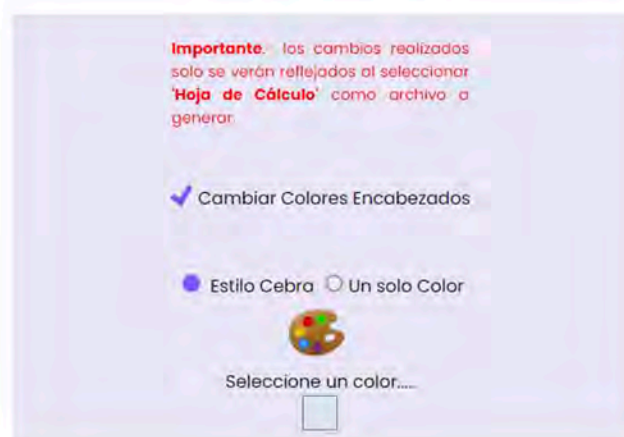 Importante.- los cambios realizados
solo se verán reflejados al seleccionar
'Hoja de Cálculo' como archivo a
generar
Cambiar Colores Encabezados
Estilo Cebra Un solo Color
Seleccione un color.....